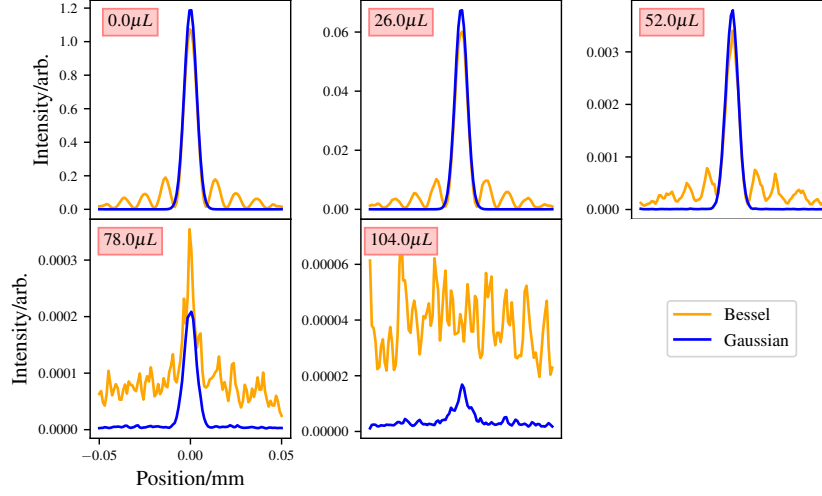 0.0μL
26.0μL
52.0μL
Intensity/arb.
1.2
1.0
0.8
0.6
0.4
0.2
0.0
0.06
0.04
0.02
0.00
0.003
0.002
0.001
0.000
78.0μL
104.0μL
Intensity/arb.
0.0003
0.0002
0.0001
0.0000
0.00006
0.00004
0.00002
0.00000
Bessel
Gaussian
−0.05
0.00
0.05
Position/mm